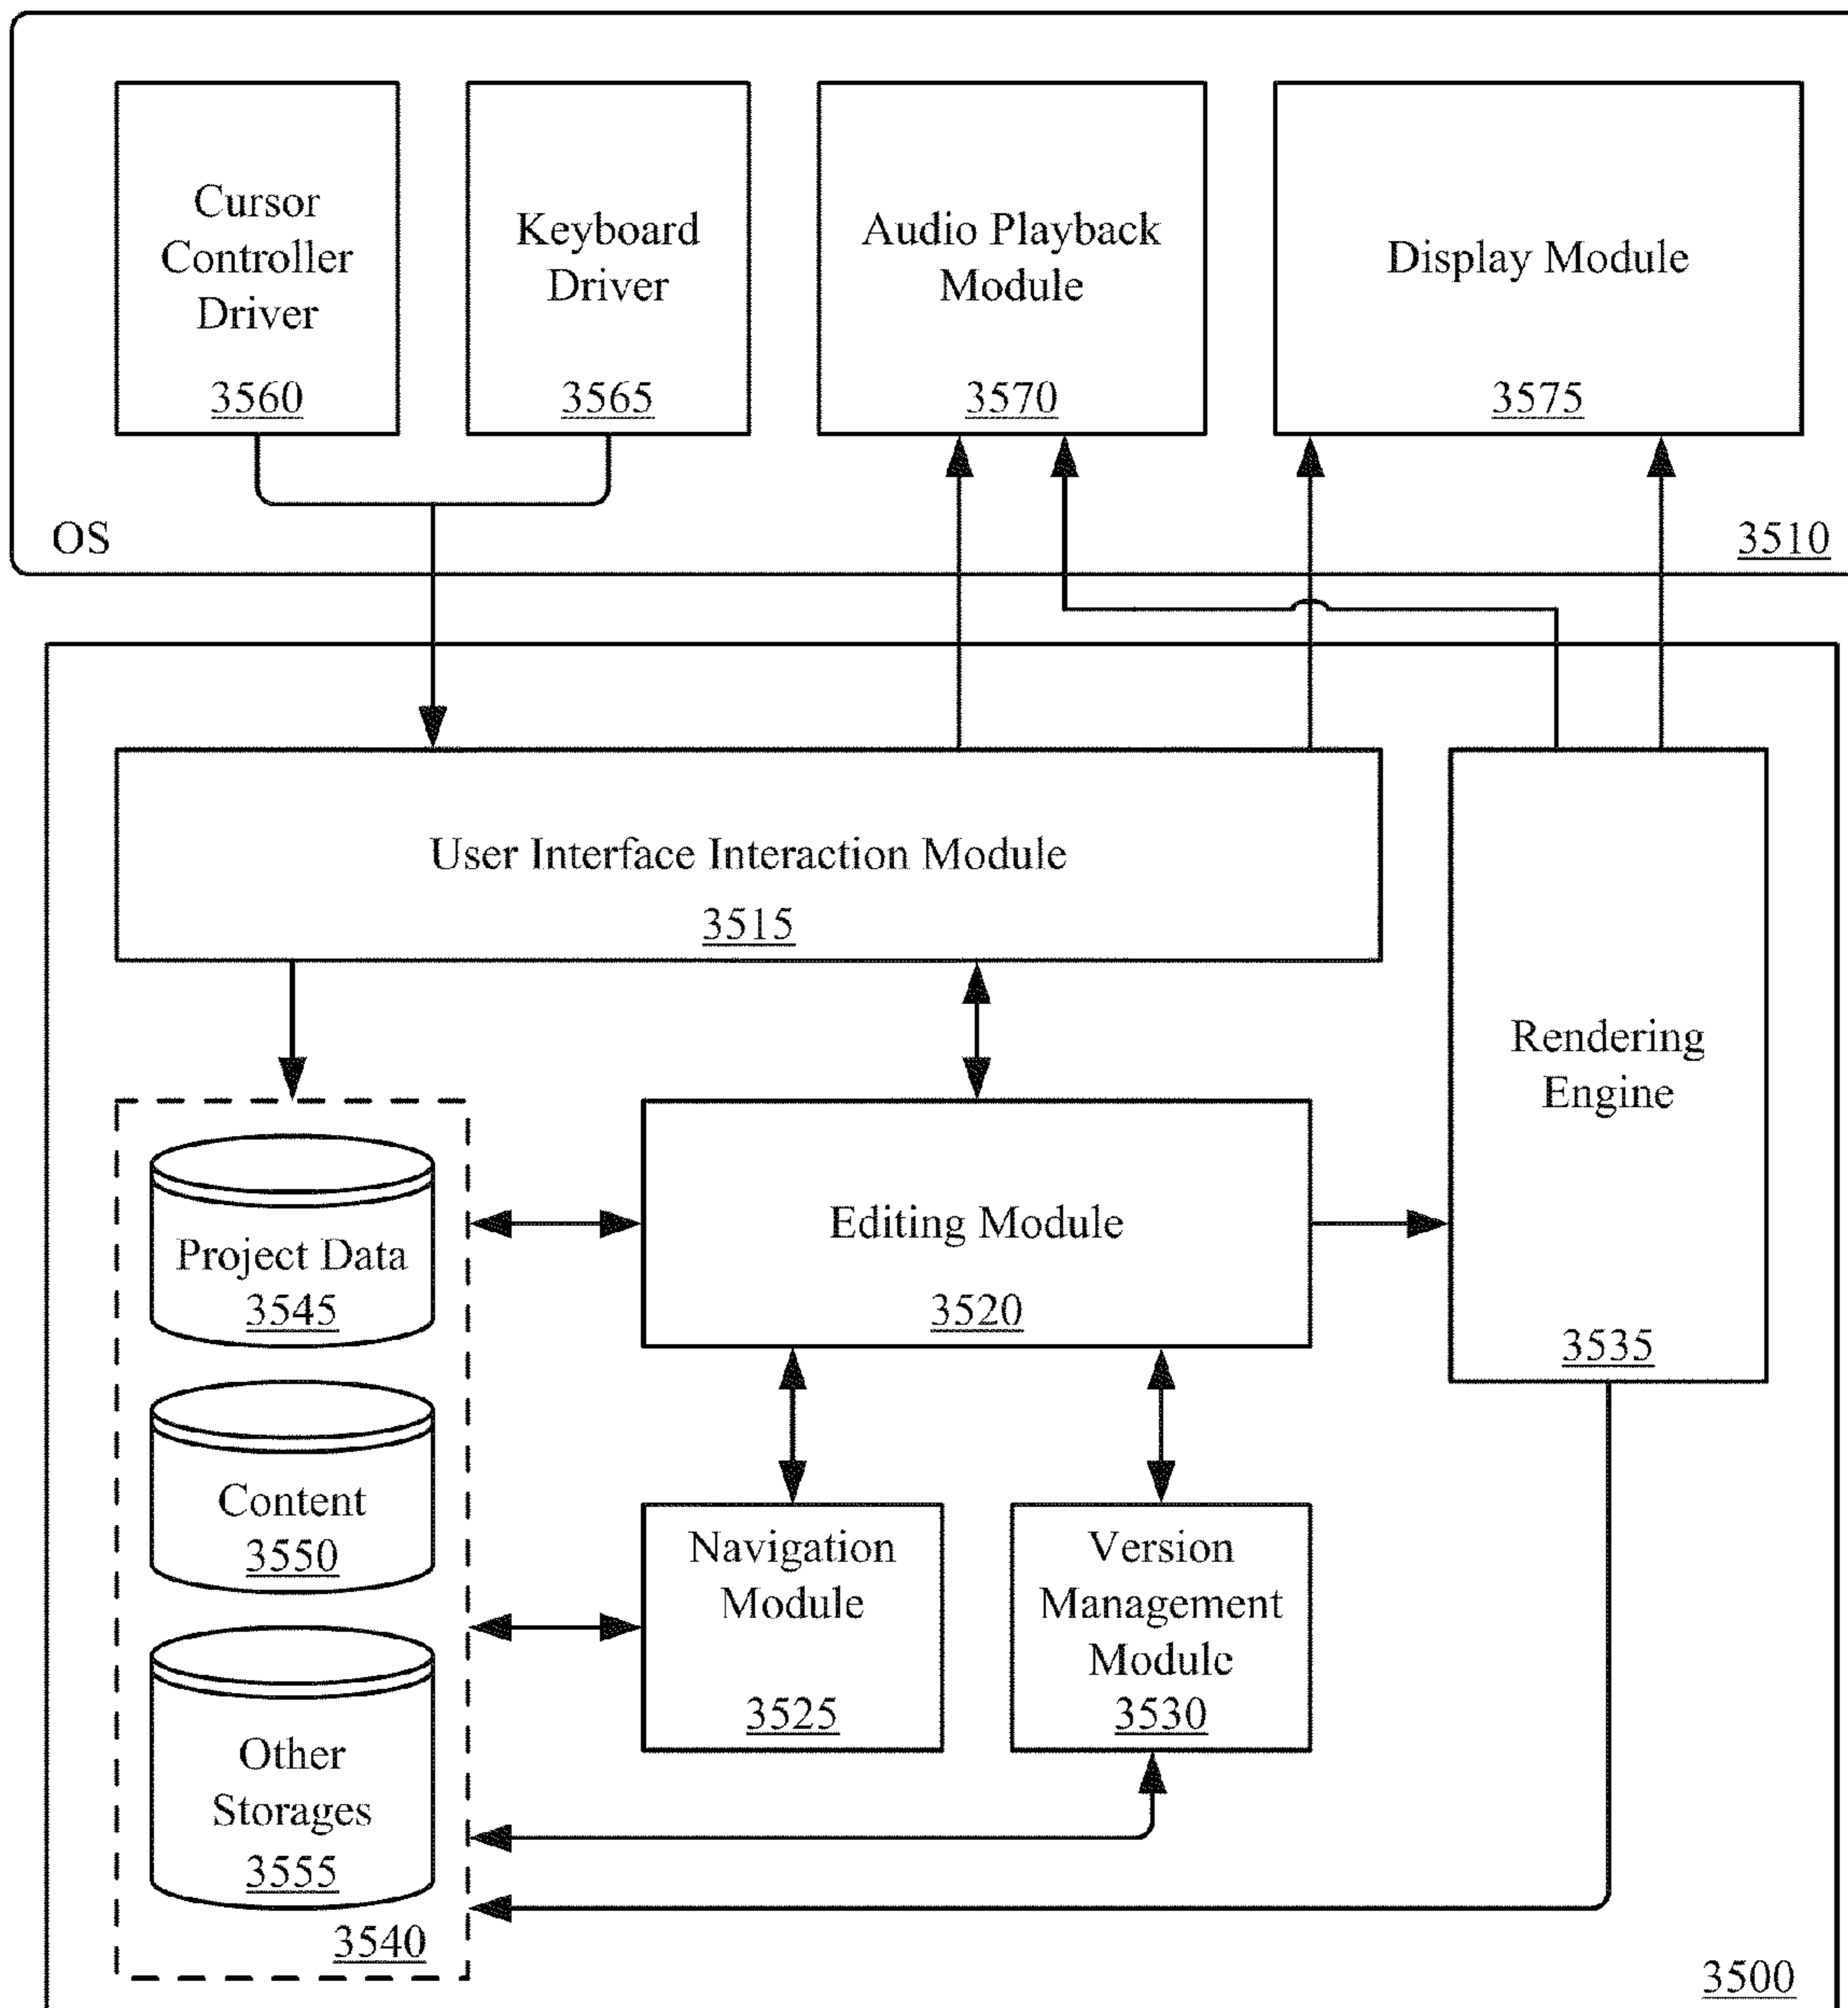 Cursor
Controller
Driver
3560
Keyboard
Driver
3565
Audio Playback
Module
3570
Display Module
3575
OS
3510
User Interface Interaction Module
3515
Rendering
Engine
3535
Project Data
3545
Editing Module
3520
Content
3550
Navigation
Module
3525
Version
Management
Module
3530
Other
Storages
3555
3540
3500